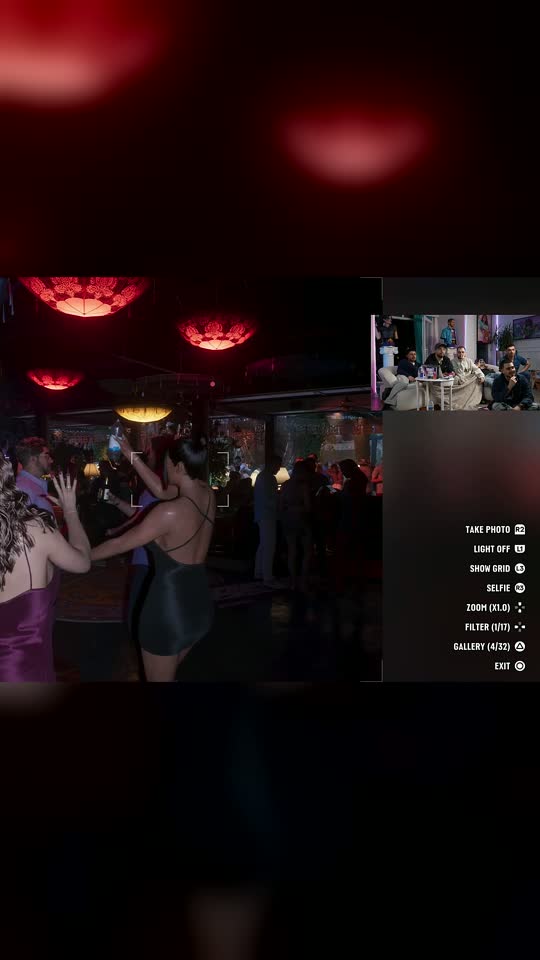 TAKE PHOTO R2
LIGHT OFF L1
SHOW GRID L3
SELFIE R3
ZOOM (X1.0)
FILTER (1/17)
GALLERY (4/32)
EXIT